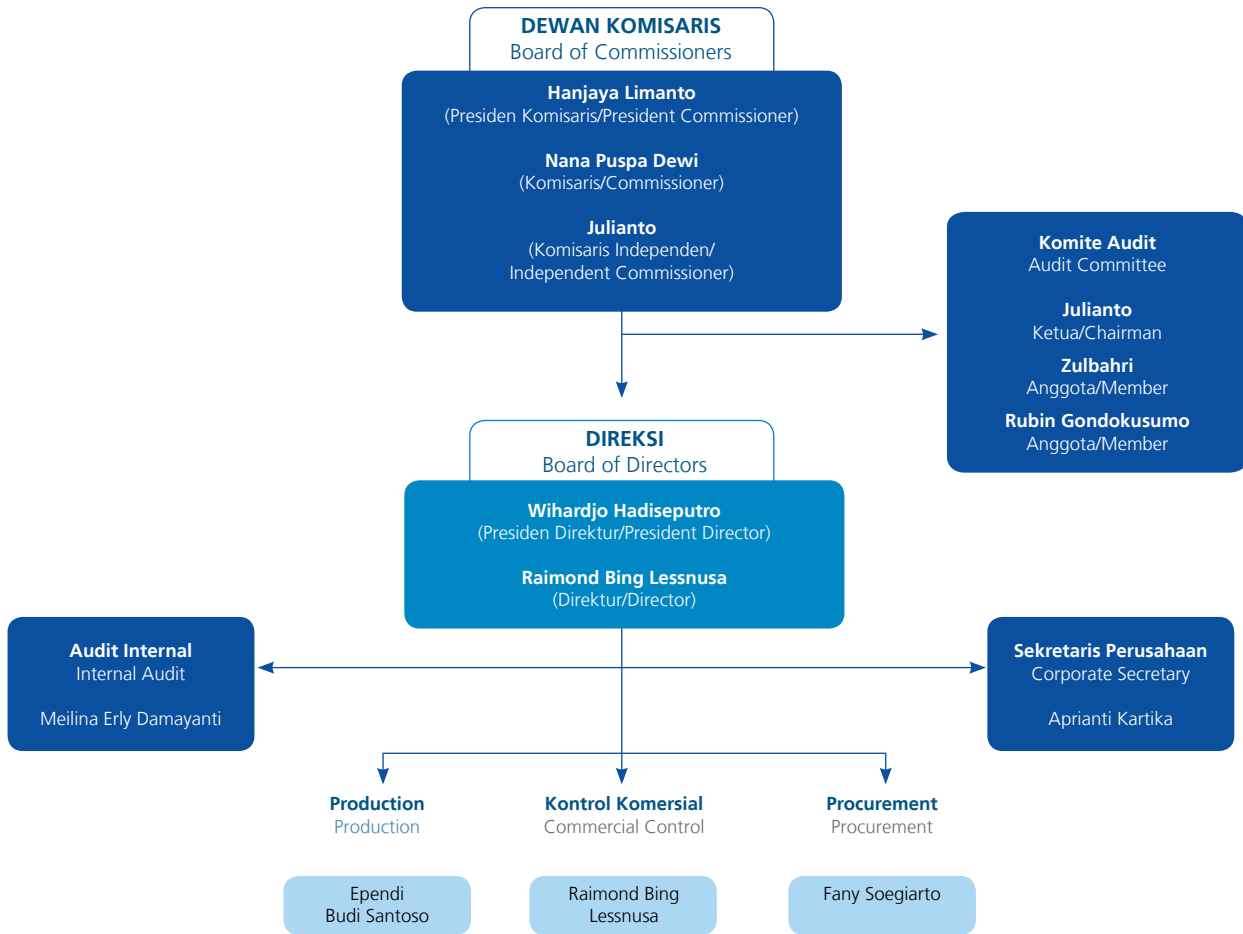 DEWAN KOMISARIS
Board of Commissioners
Hanjaya Limanto
(Presiden Komisaris/President Commissioner)
Nana Puspa Dewi
(Komisaris/Commissioner)
Julianto
(Komisaris Independen/
Independent Commissioner)
Komite Audit
Audit Committee
Julianto
Ketua/Chairman
Zulbahri
Anggota/Member
Rubin Gondokusumo
Anggota/Member
DIREKSI
Board of Directors
Wihardjo Hadiseputro
(Presiden Direktur/President Director)
Raimond Bing Lessnusa
(Direktur/Director)
Audit Internal
Internal Audit
Meilina Erly Damayanti
Sekretaris Perusahaan
Corporate Secretary
Aprianti Kartika
Production
Production
Ependi
Budi Santoso
Kontrol Komersial
Commercial Control
Raimond Bing
Lessnusa
Procurement
Procurement
Fany Soegiarto